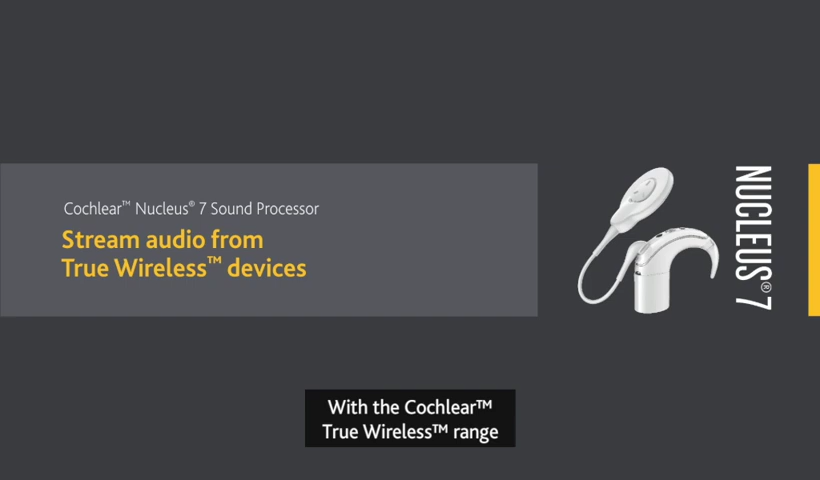 Cochlear™ Nucleus® 7 Sound Processor
Stream audio from
True Wireless™ devices
NUCLEUS® 7
With the Cochlear™
True Wireless™ range